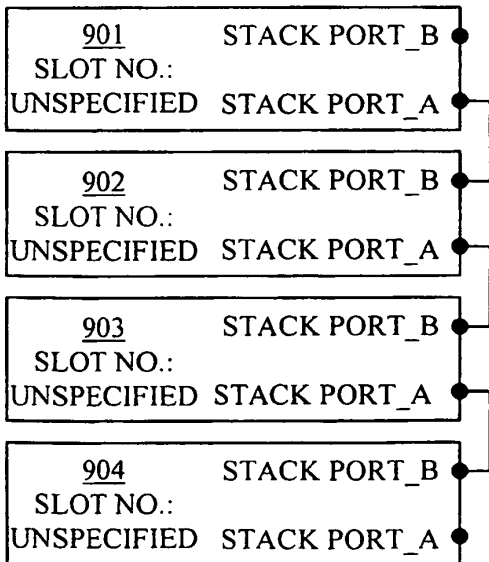 901 STACK PORT_B
SLOT NO.:
UNSPECIFIED STACK PORT_A
902 STACK PORT_B
SLOT NO.:
UNSPECIFIED STACK PORT_A
903 STACK PORT_B
SLOT NO.:
UNSPECIFIED STACK PORT_A
904 STACK PORT_B
SLOT NO.:
UNSPECIFIED STACK PORT_A